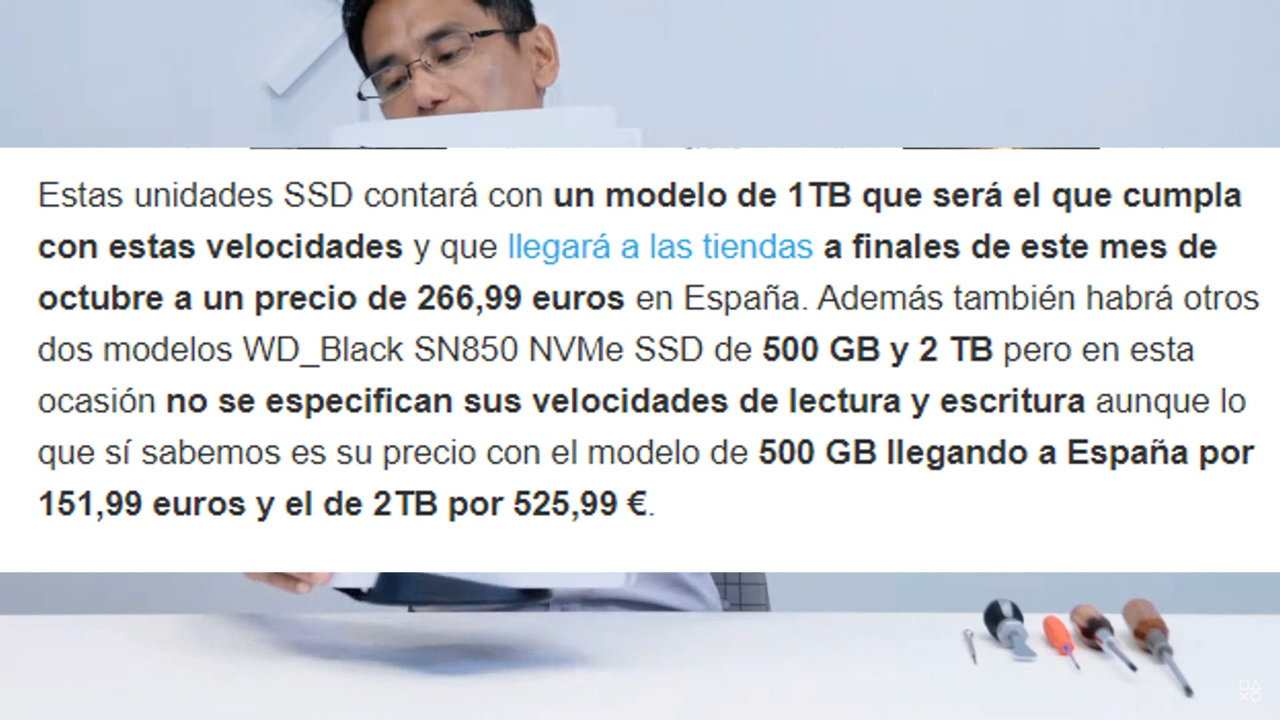 Estas unidades SSD contará con un modelo de 1TB que será el que cumpla
con estas velocidades y que llegará a las tiendas a finales de este mes de
octubre a un precio de 266,99 euros en España. Además también habrá otros
dos modelos WD_Black SN850 NVMe SSD de 500 GB y 2 TB pero en esta
ocasión no se especifican sus velocidades de lectura y escritura aunque lo
que sí sabemos es su precio con el modelo de 500 GB llegando a España por
151,99 euros y el de 2TB por 525,99 €.